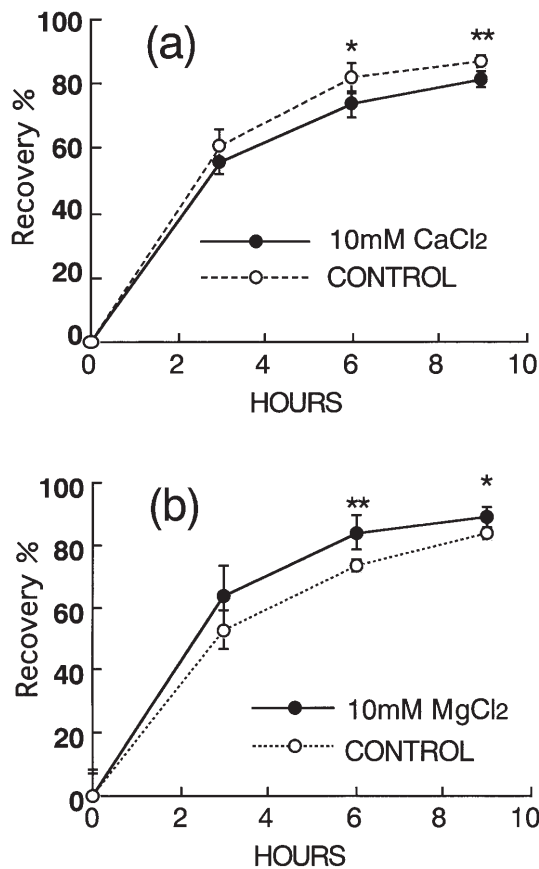 100
(a)
*
**
80
60
40
20
0
Recovery %
10mM CaCl2
CONTROL
0 2 4 6 8 10
HOURS
100
(b)
**
*
80
60
40
20
0
Recovery %
10mM MgCl2
CONTROL
0 2 4 6 8 10
HOURS